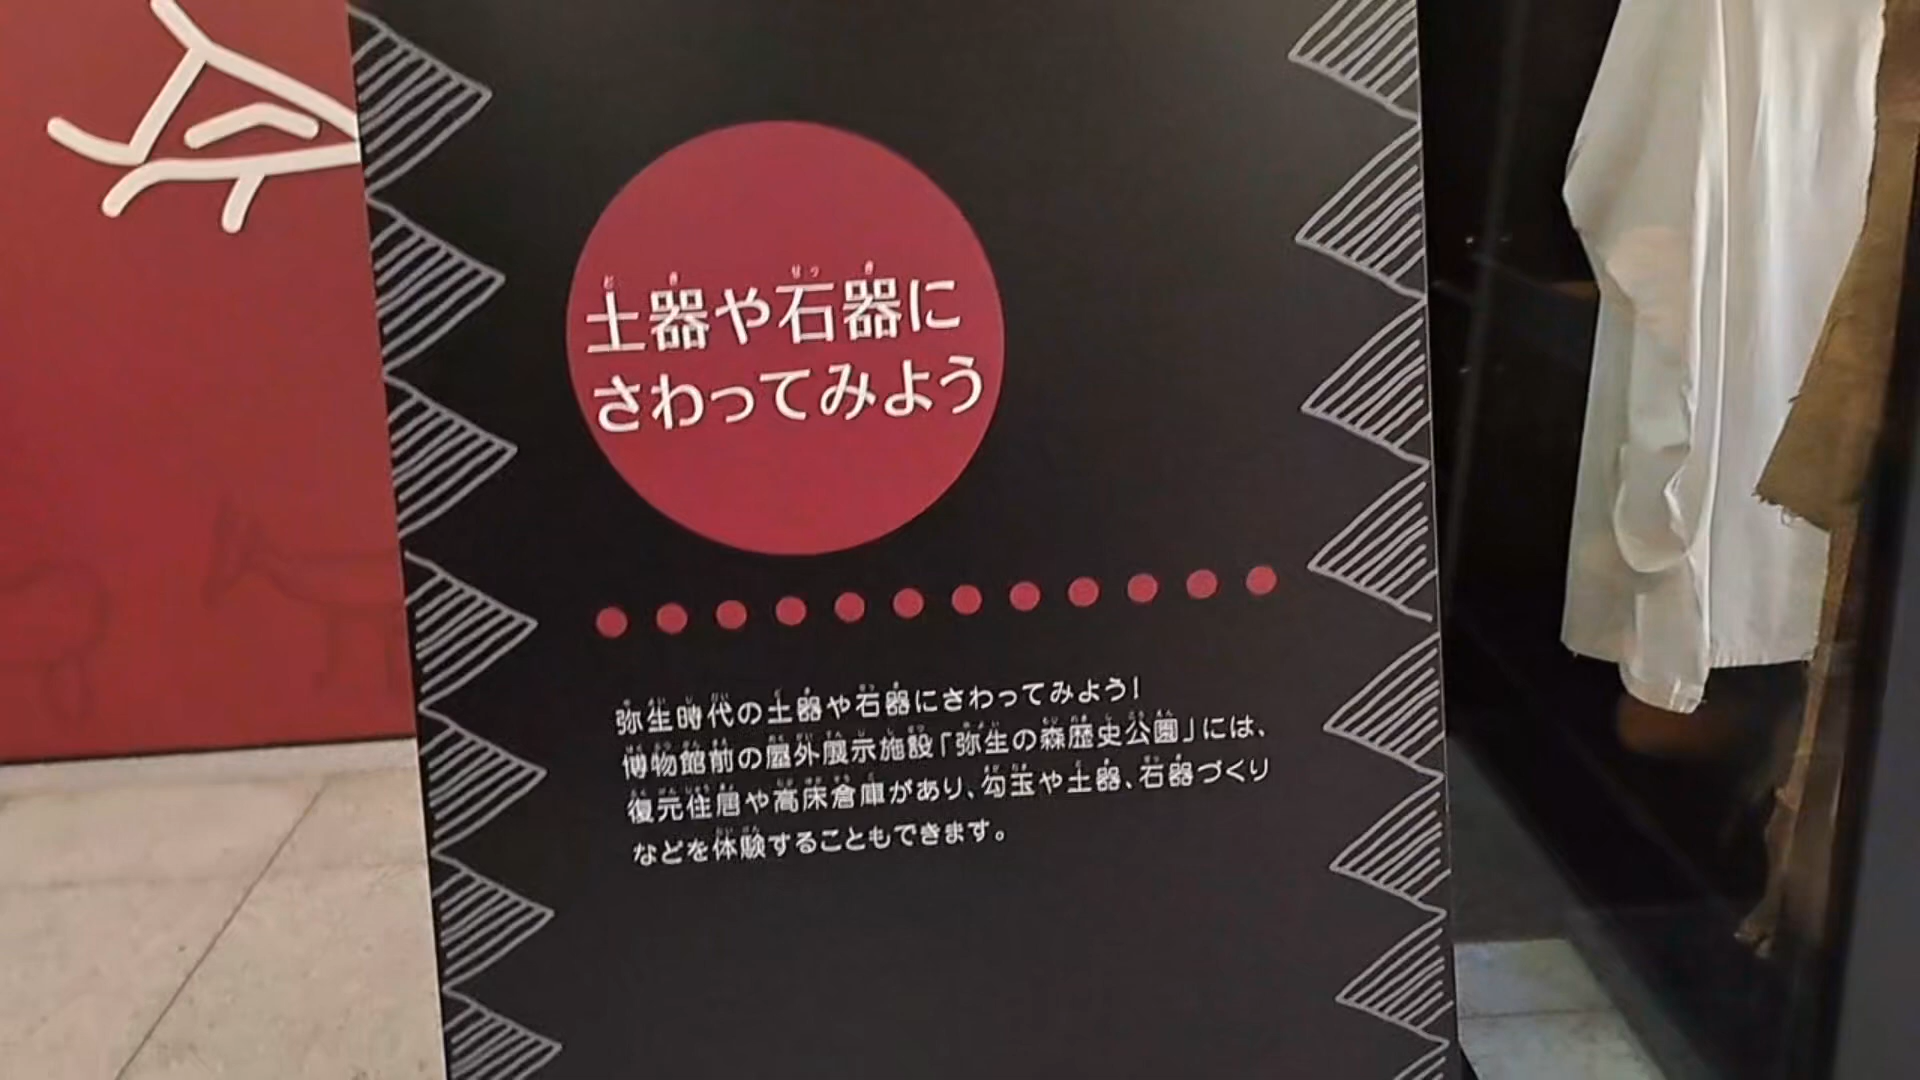 土器や石器に
さわってみよう
弥生時代の土器や石器にさわってみよう！
博物館前の屋外展示施設「弥生の森歴史公園」には、
復元住居や高床倉庫があり、勾玉や土器、石器づくり
などを体験することもできます。